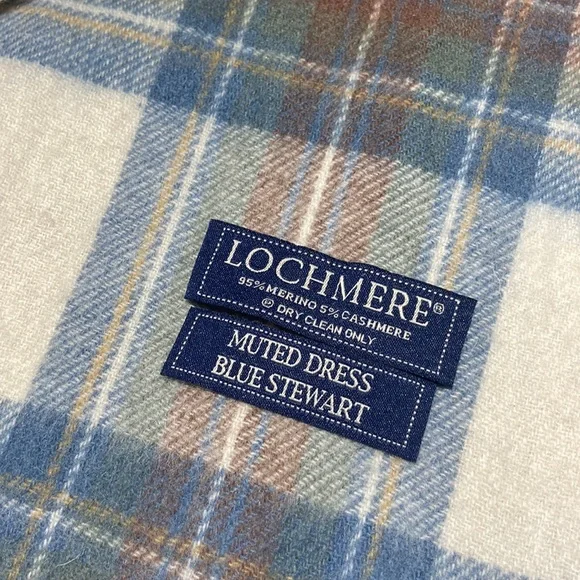 LOCHMERE®
95% MERINO 5% CASHMERE
Ⓟ DRY CLEAN ONLY
MUTED DRESS
BLUE STEWART